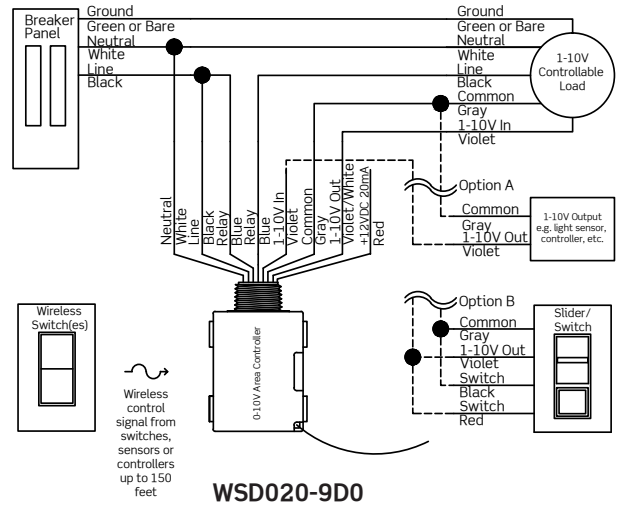 Breaker
Panel
Ground
Green or Bare
Neutral
White
Line
Black
Ground
Green or Bare
Neutral
White
Line
Black
Common
Gray
1-10V In
Violet
1-10V
Controllable
Load
Neutral
White
Line
Black
Relay
Blue
Relay
Blue
1-10V In
Violet
Common
Gray
1-10V Out
Violet/White
+12VDC 20mA
Red
Option A
Common
Gray
1-10V Out
Violet
1-10V Output
e.g. light sensor,
controller, etc.
Option B
Common
Gray
1-10V Out
Violet
Switch
Black
Switch
Red
Slider/
Switch
Wireless
Switch(es)
Wireless
control
signal from
switches,
sensors or
controllers
up to 150
feet
0-10V Area Controller
WSD020-9D0